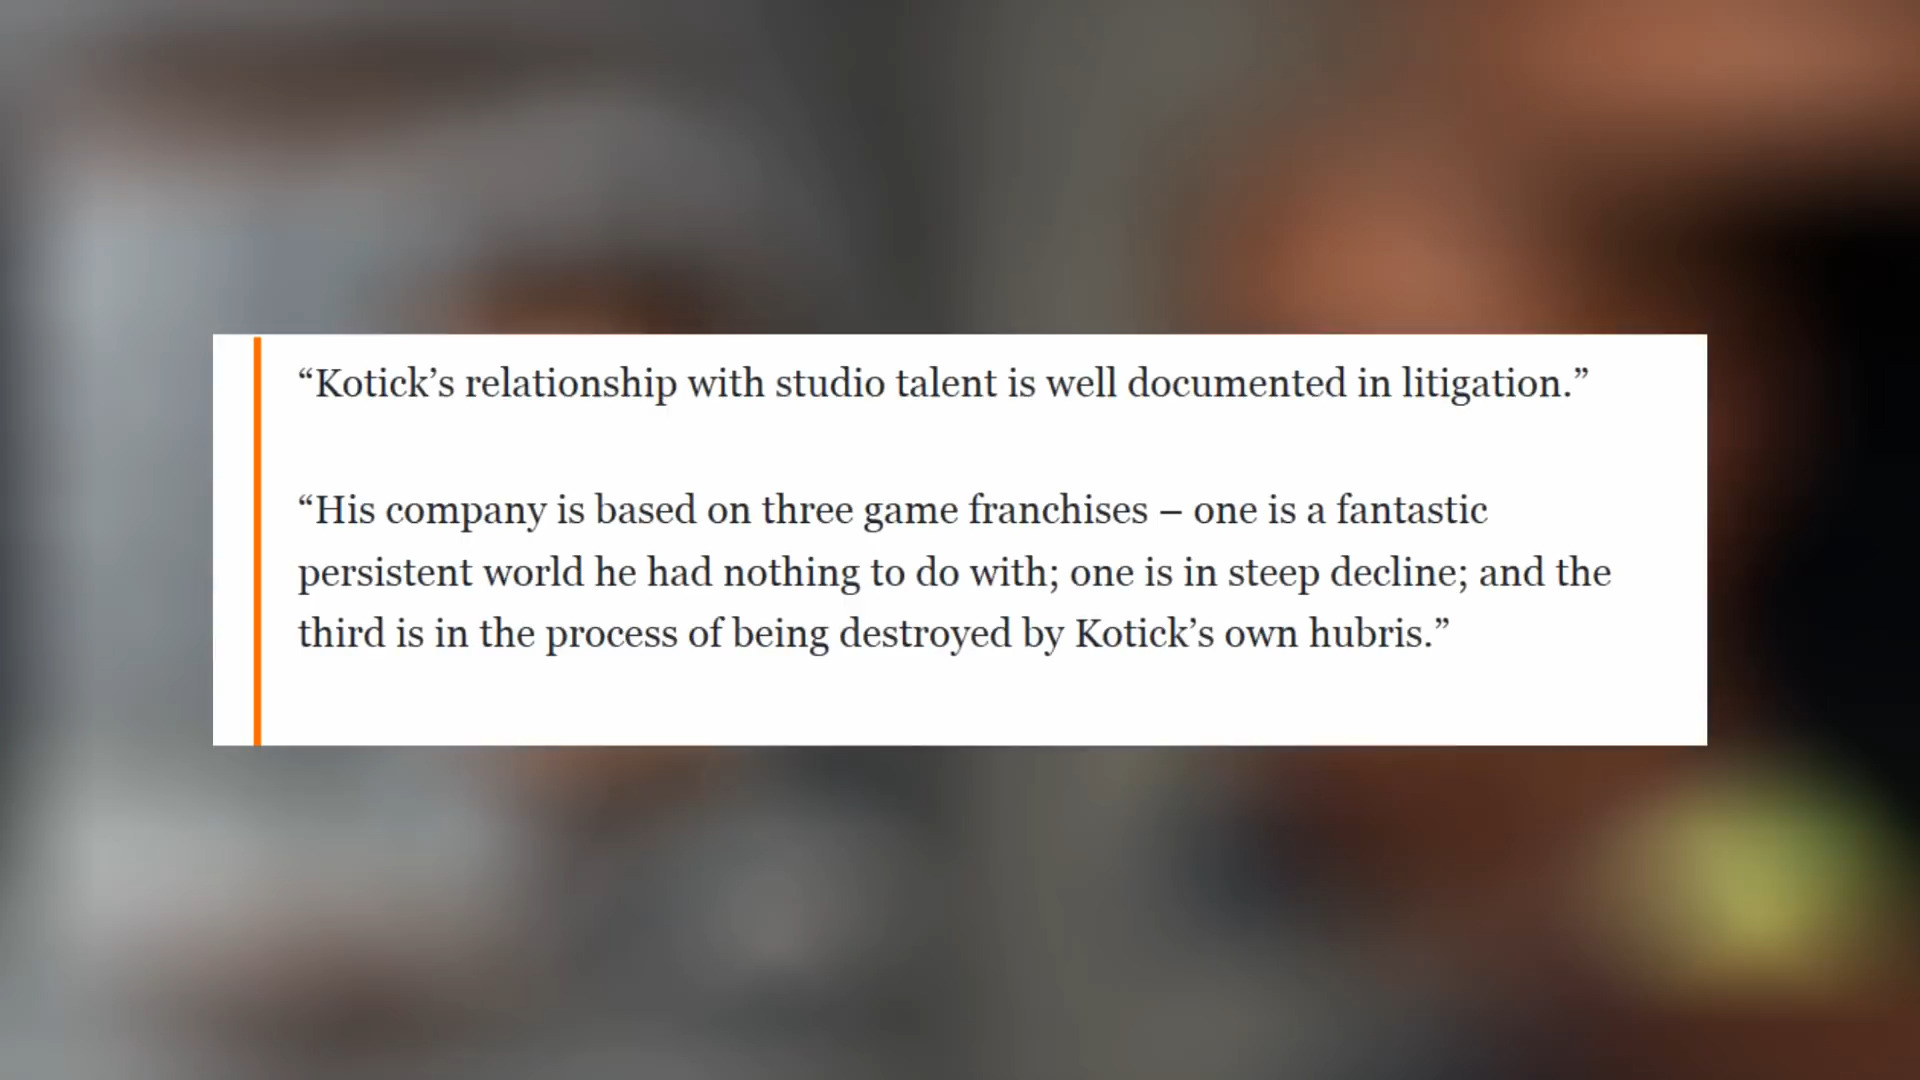 “Kotick’s relationship with studio talent is well documented in litigation.”
“His company is based on three game franchises – one is a fantastic
persistent world he had nothing to do with; one is in steep decline; and the
third is in the process of being destroyed by Kotick’s own hubris.”